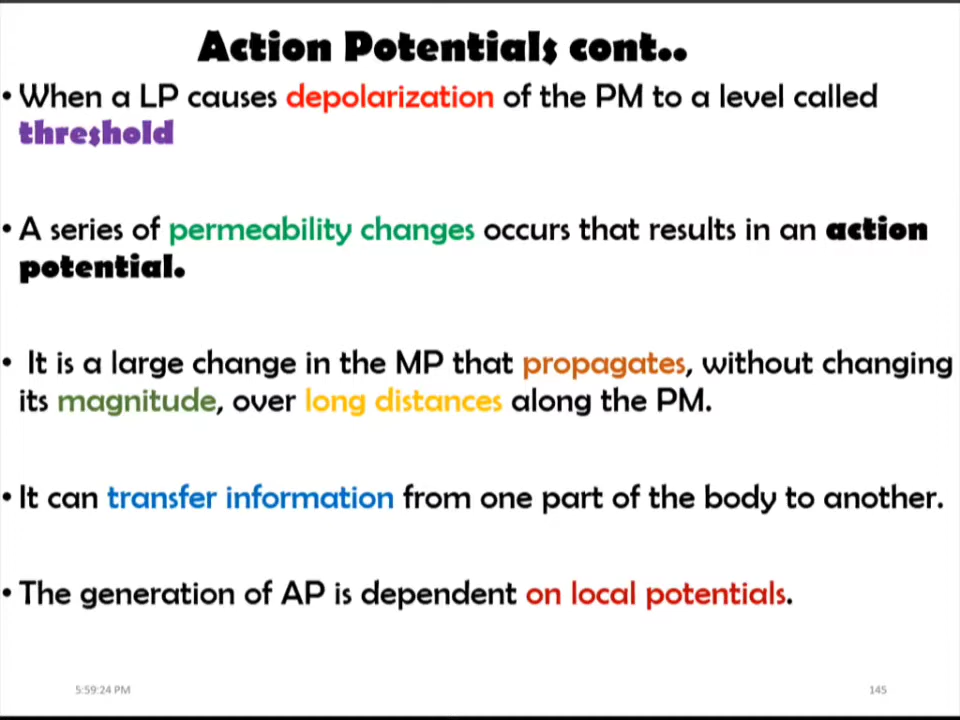 Action Potentials cont..
• When a LP causes depolarization of the PM to a level called
threshold
• A series of permeability changes occurs that results in an action
potential.
• It is a large change in the MP that propagates, without changing
its magnitude, over long distances along the PM.
• It can transfer information from one part of the body to another.
• The generation of AP is dependent on local potentials.
5:59:24 PM
145